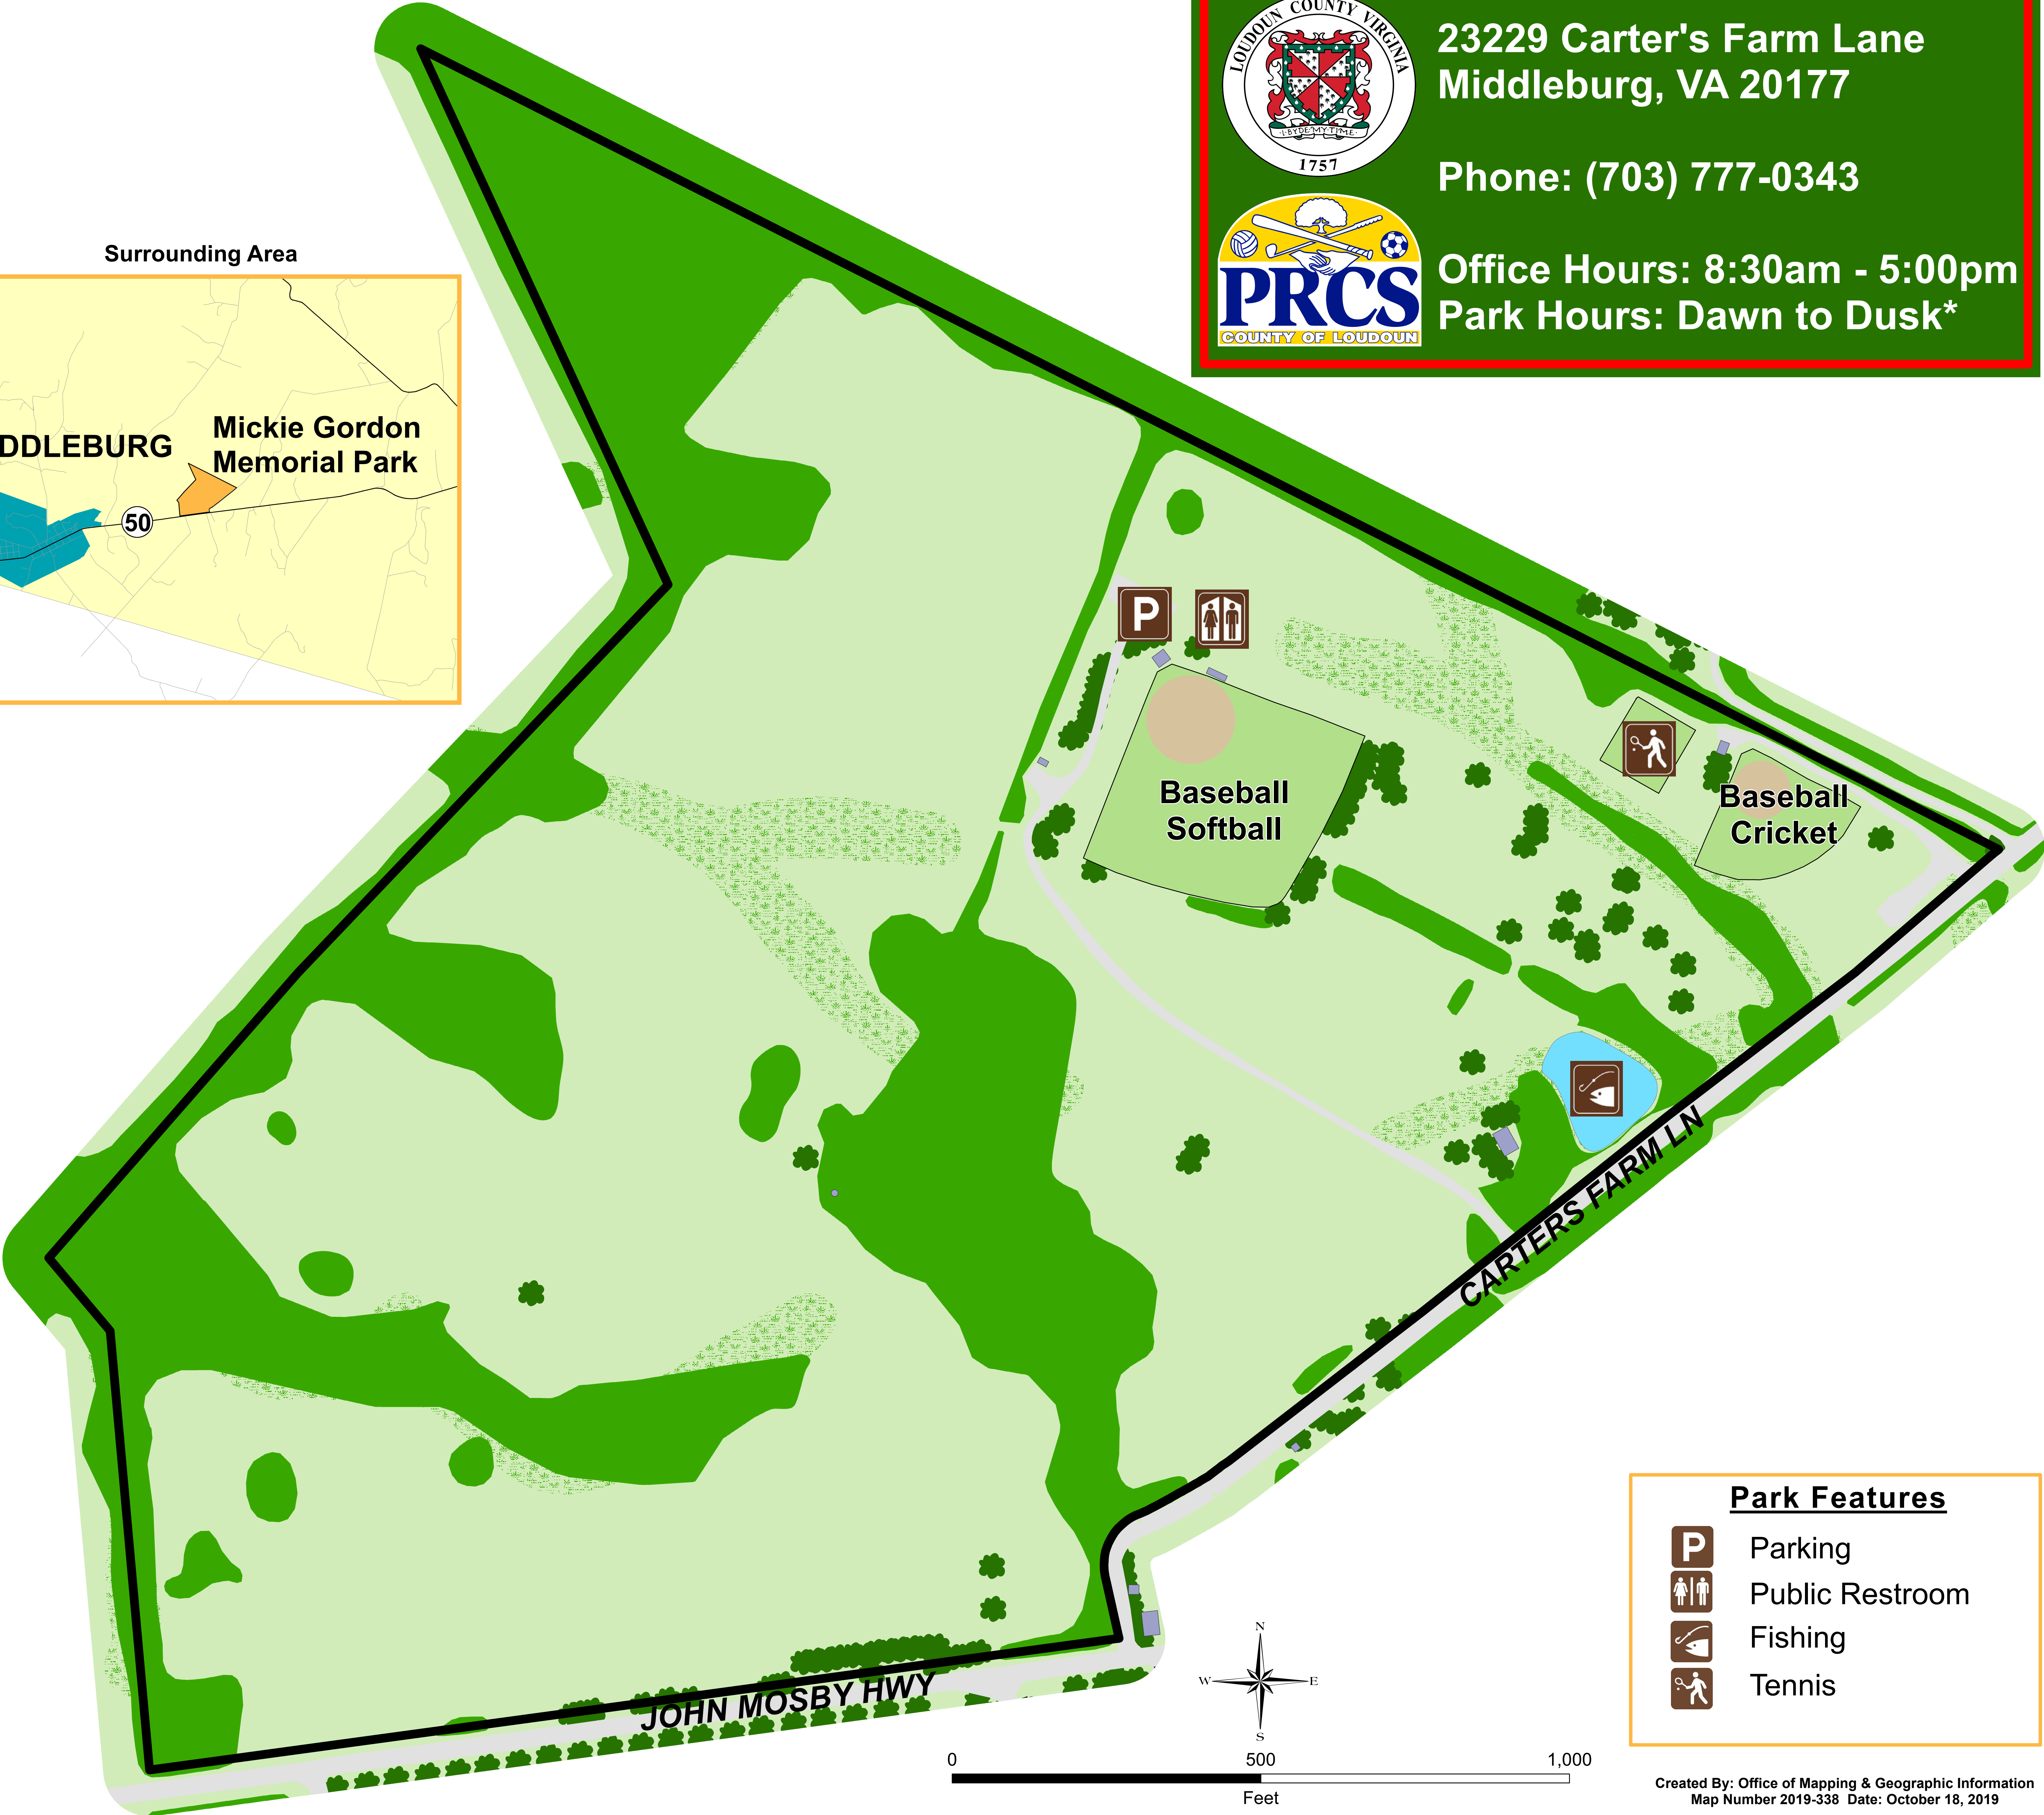 LOUDOUN COUNTY VIRGINIA
I·BYDE·MY·TIME
1757
PRCS
COUNTY OF LOUDOUN
23229 Carter's Farm Lane
Middleburg, VA 20177
Phone: (703) 777-0343
Office Hours: 8:30am - 5:00pm
Park Hours: Dawn to Dusk*
Surrounding Area
DDLEBURG
Mickie Gordon
Memorial Park
50
P
Baseball
Softball
Baseball
Cricket
CARTERS FARM LN
JOHN MOSBY HWY
N
W
E
S
0
500
1,000
Feet
Park Features
P
Parking
Public Restroom
Fishing
Tennis
Created By: Office of Mapping & Geographic Information
Map Number 2019-338 Date: October 18, 2019